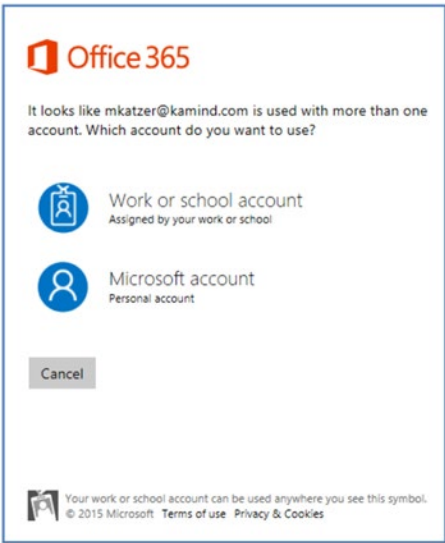 Office 365
It looks like mkatzer@kamind.com is used with more than one
account. Which account do you want to use?
Work or school account
Assigned by your work or school
Microsoft account
Personal account
Cancel
Your work or school account can be used anywhere you see this symbol.
© 2015 Microsoft Terms of use Privacy & Cookies